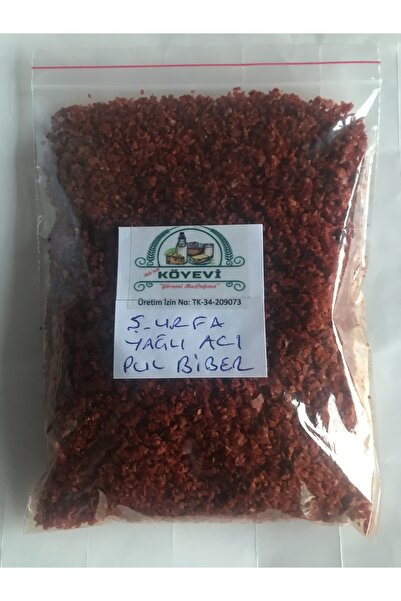 KÖYEVİ
"Yöresel Mutfağınız"
Üretim İzin No: TK-34-209073
Ş.URFA
YAĞLI ACI
PUL BİBER